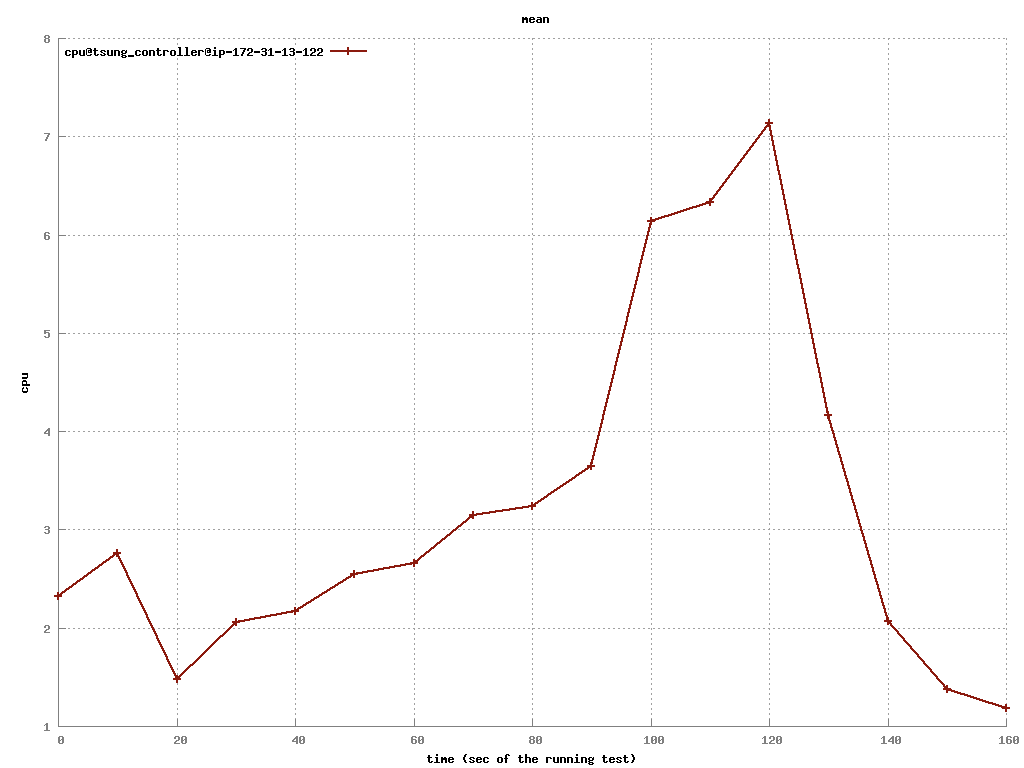 mean
8
cpu@tsung_controller@ip-172-31-13-122
7
6
5
cpu
4
3
2
1
0 20 40 60 80 100 120 140 160
time (sec of the running test)